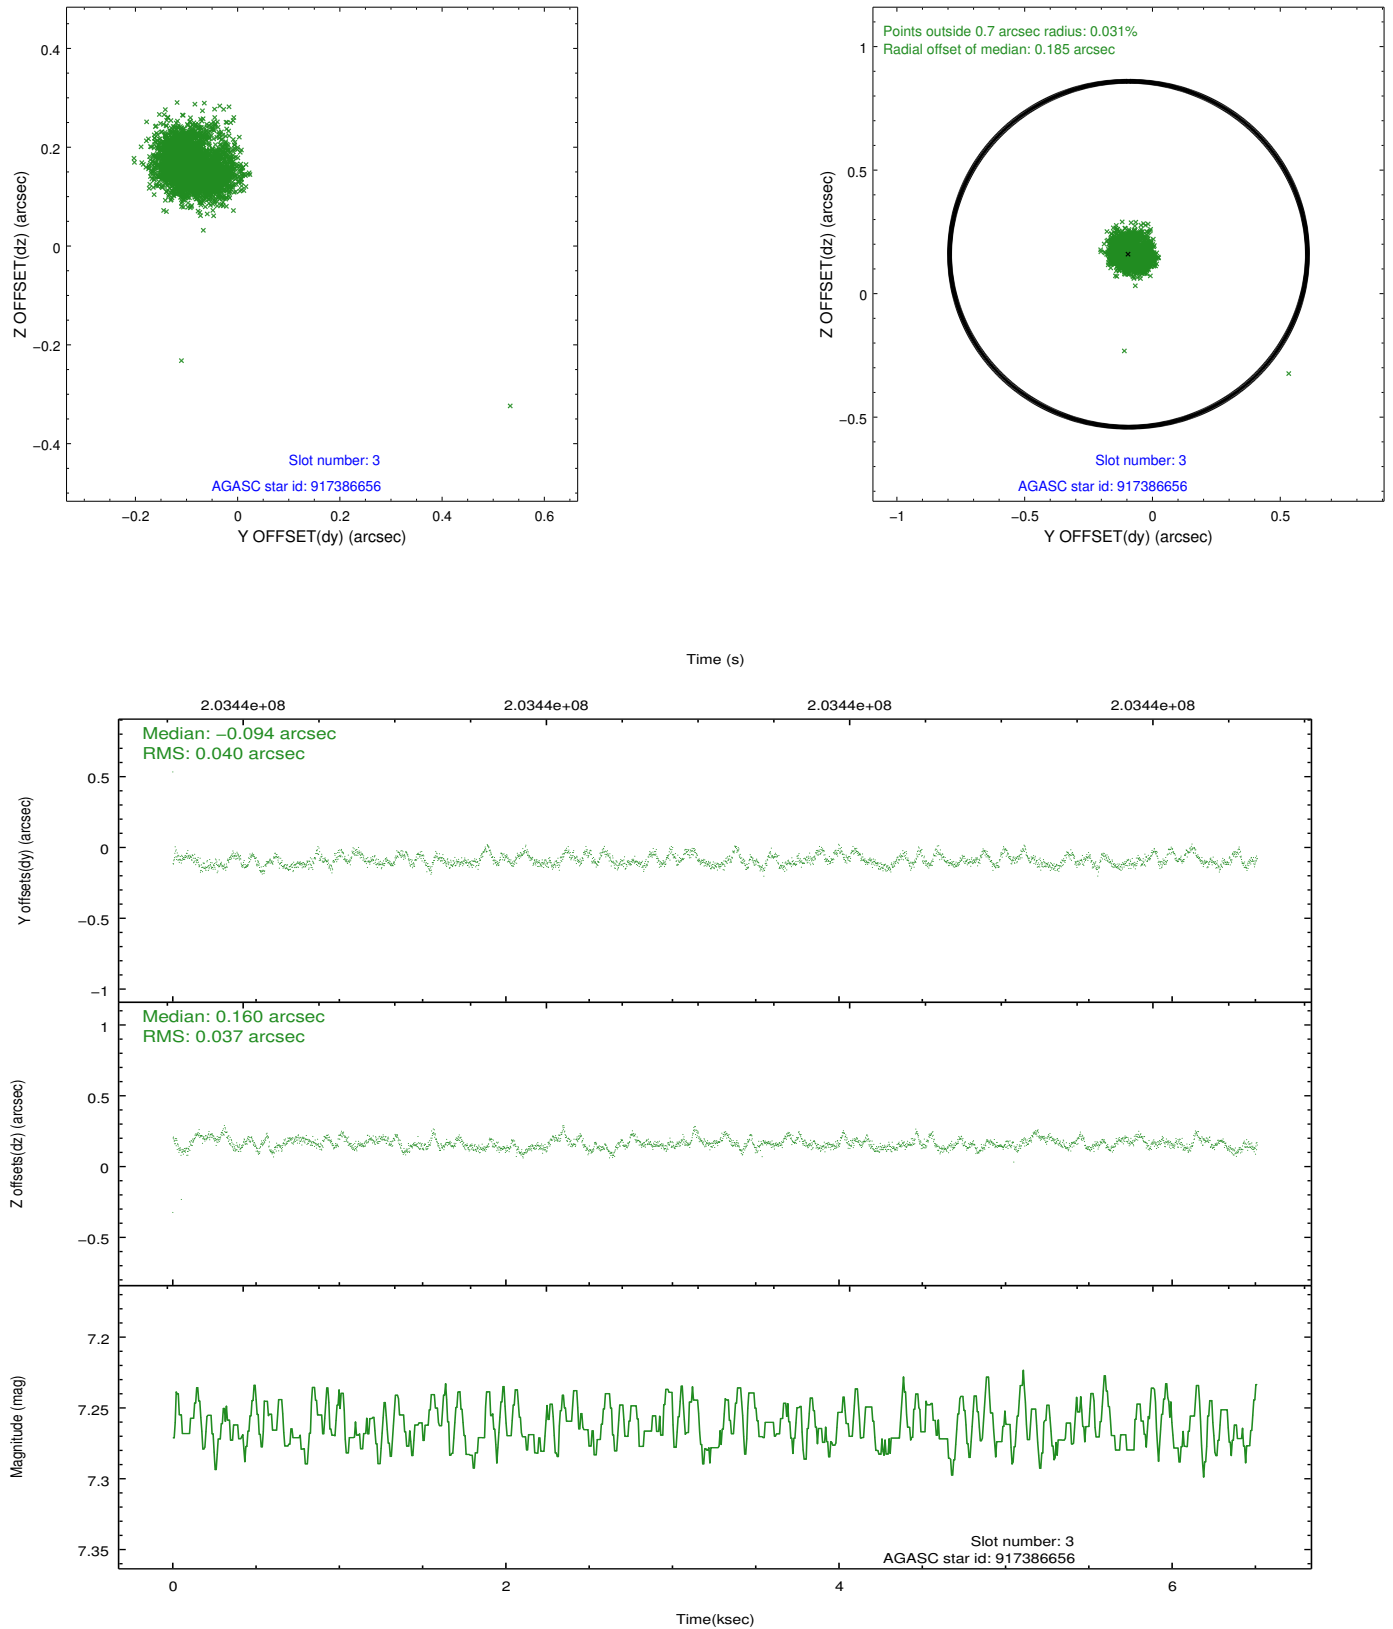 0.4
0.2
0
−0.2
−0.4
Z OFFSET(dz) (arcsec)
Slot number: 3
AGASC star id: 917386656
−0.2
0
0.2
0.4
0.6
Y OFFSET(dy) (arcsec)
Points outside 0.7 arcsec radius: 0.031%
Radial offset of median: 0.185 arcsec
1
0.5
0
−0.5
Z OFFSET(dz) (arcsec)
Slot number: 3
AGASC star id: 917386656
−1
−0.5
0
0.5
Y OFFSET(dy) (arcsec)
Time (s)
2.0344e+08
2.0344e+08
2.0344e+08
2.0344e+08
Median: −0.094 arcsec
RMS: 0.040 arcsec
0.5
0
−0.5
−1
Y offsets(dy) (arcsec)
Median: 0.160 arcsec
RMS: 0.037 arcsec
1
0.5
0
−0.5
Z offsets(dz) (arcsec)
7.2
7.25
7.3
7.35
Magnitude (mag)
Slot number: 3
AGASC star id: 917386656
0
2
4
6
Time(ksec)